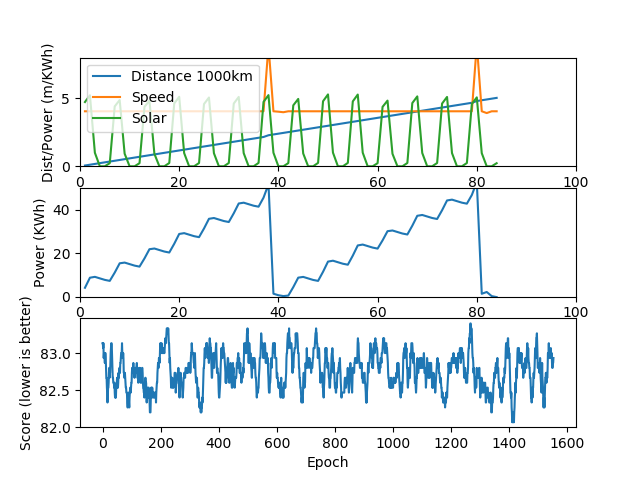 Dist/Power (m/KWh)
5
0
Distance 1000km
Speed
Solar
0 20 40 60 80 100
Power (KWh)
40
20
0
0 20 40 60 80 100
Score (lower is better)
83.0
82.5
82.0
0 200 400 600 800 1000 1200 1400 1600
Epoch